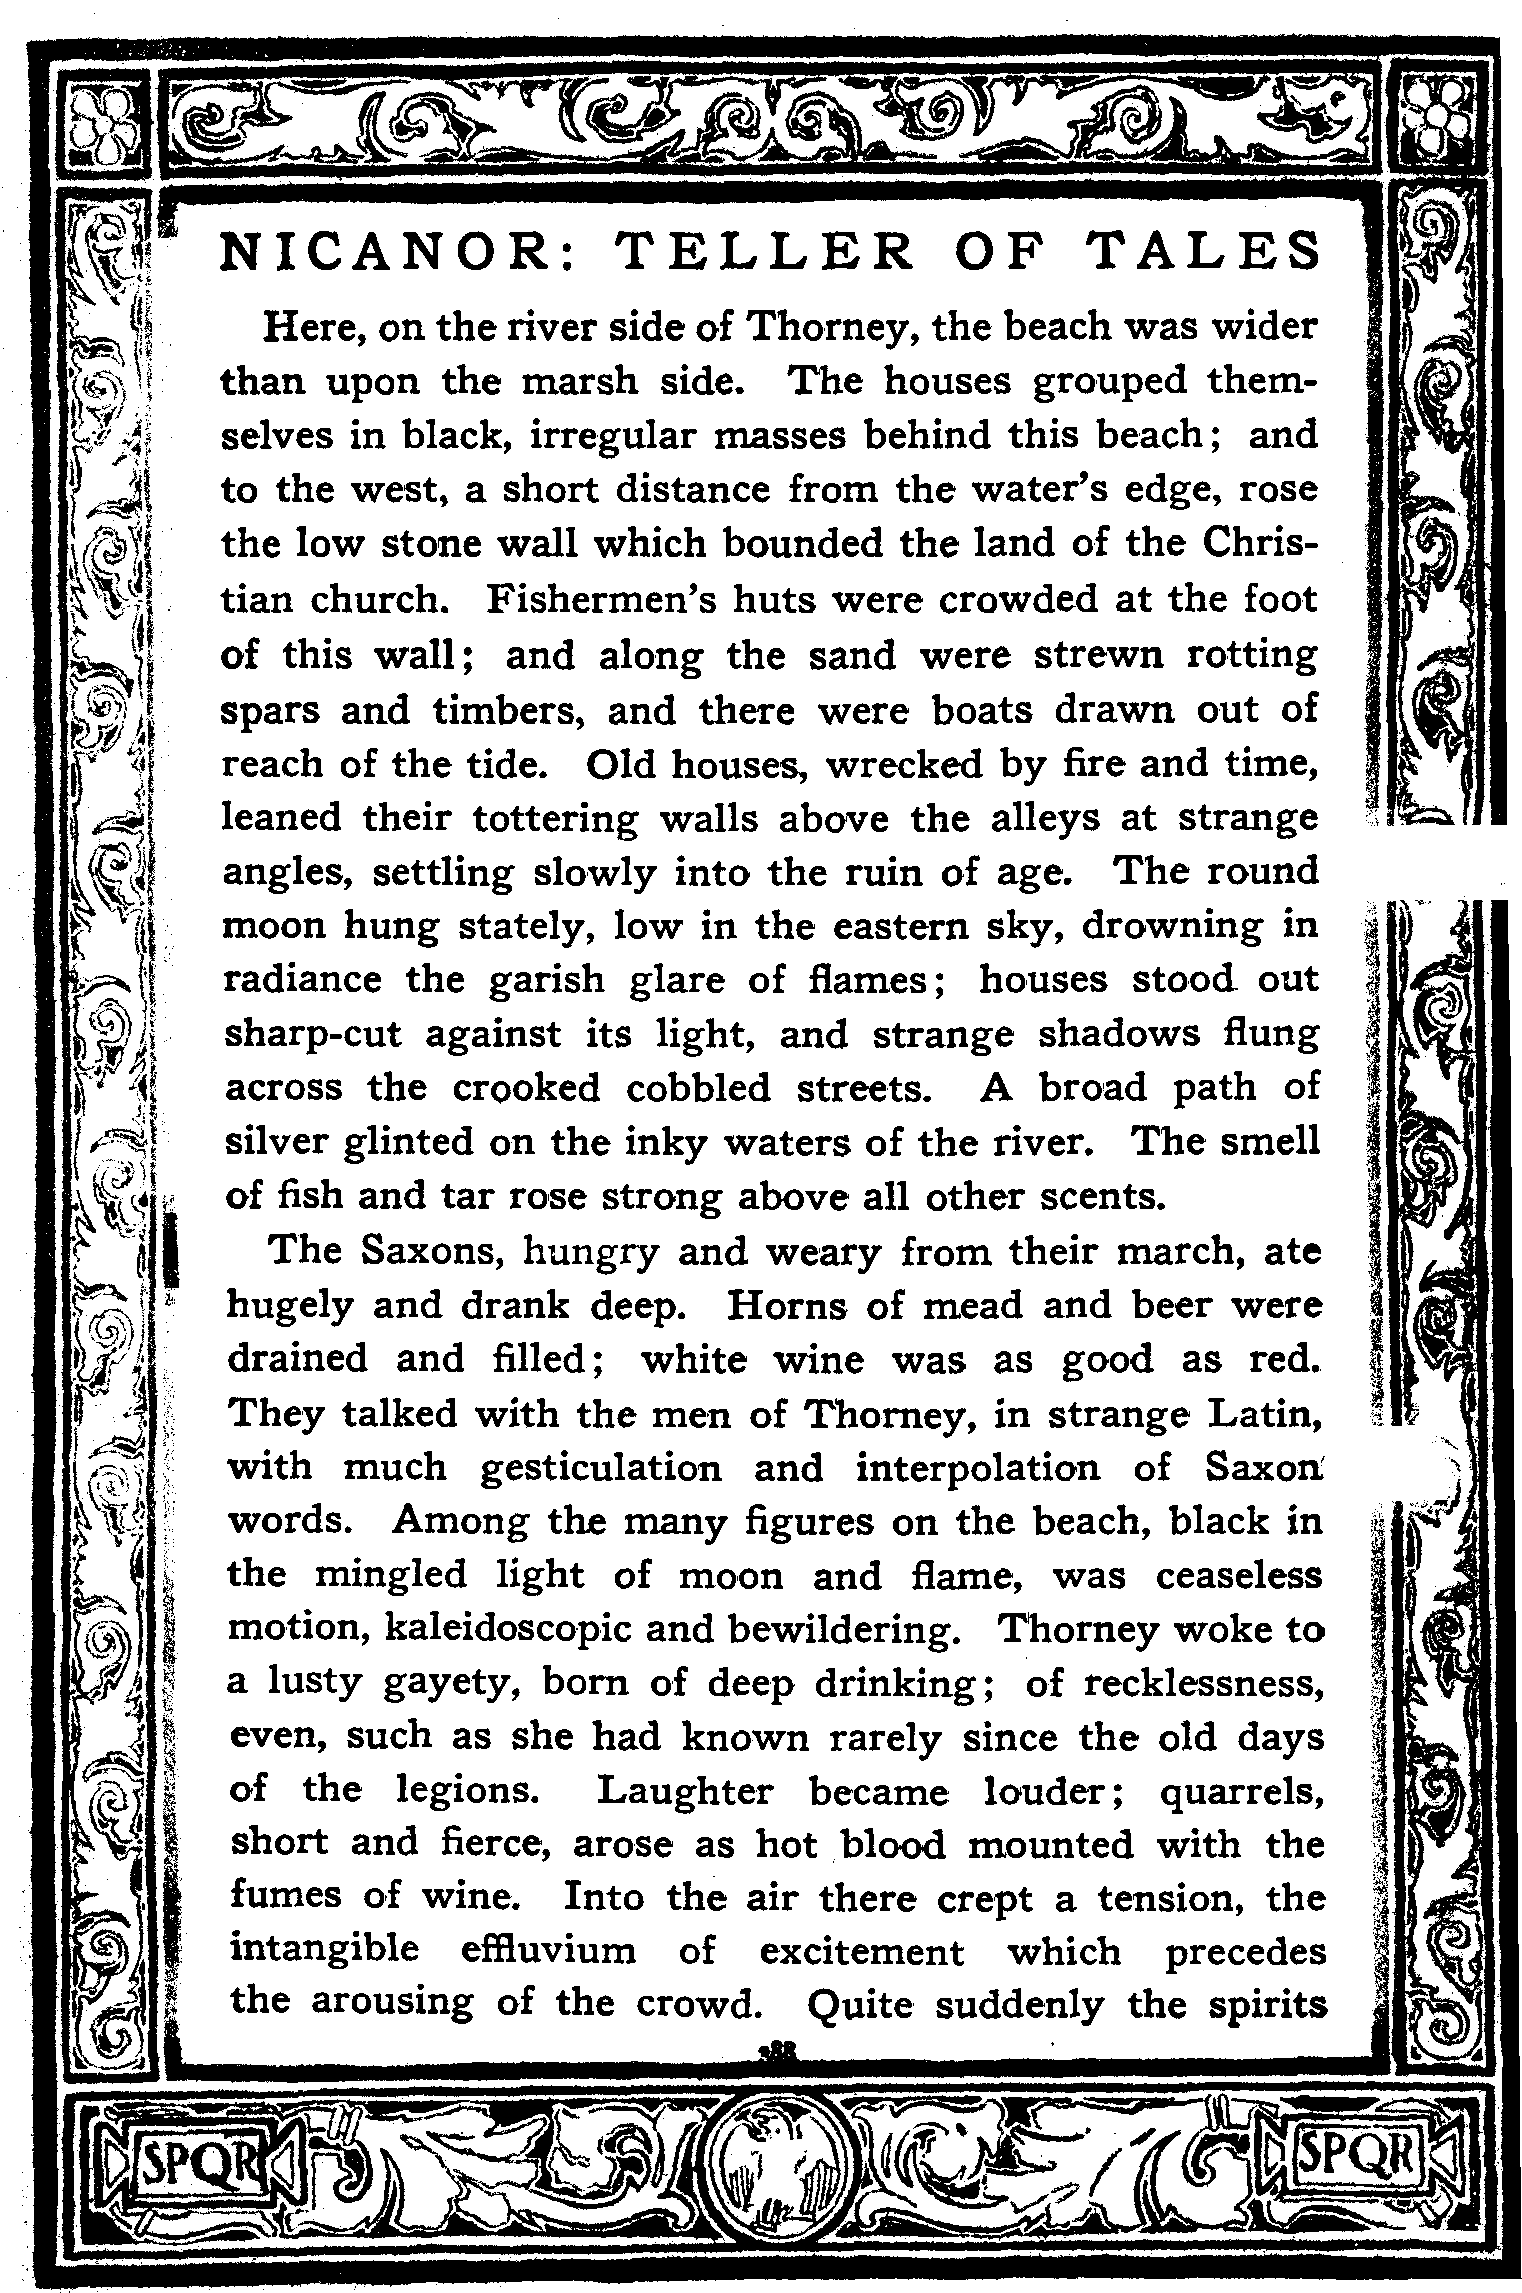 NICANOR: TELLER OF TALES
Here, on the river side of Thorney, the beach was wider
than upon the marsh side. The houses grouped them-
selves in black, irregular masses behind this beach; and
to the west, a short distance from the water's edge, rose
the low stone wall which bounded the land of the Chris-
tian church. Fishermen's huts were crowded at the foot
of this wall; and along the sand were strewn rotting
spars and timbers, and there were boats drawn out of
reach of the tide. Old houses, wrecked by fire and time,
leaned their tottering walls above the alleys at strange
angles, settling slowly into the ruin of age. The round
moon hung stately, low in the eastern sky, drowning in
radiance the garish glare of flames; houses stood out
sharp-cut against its light, and strange shadows flung
across the crooked cobbled streets. A broad path of
silver glinted on the inky waters of the river. The smell
of fish and tar rose strong above all other scents.
The Saxons, hungry and weary from their march, ate
hugely and drank deep. Horns of mead and beer were
drained and filled; white wine was as good as red.
They talked with the men of Thorney, in strange Latin,
with much gesticulation and interpolation of Saxon
words. Among the many figures on the beach, black in
the mingled light of moon and flame, was ceaseless
motion, kaleidoscopic and bewildering. Thorney woke to
a lusty gayety, born of deep drinking; of recklessness,
even, such as she had known rarely since the old days
of the legions. Laughter became louder; quarrels,
short and fierce, arose as hot blood mounted with the
fumes of wine. Into the air there crept a tension, the
intangible effluvium of excitement which precedes
the arousing of the crowd. Quite suddenly the spirits
SPQR SPQR